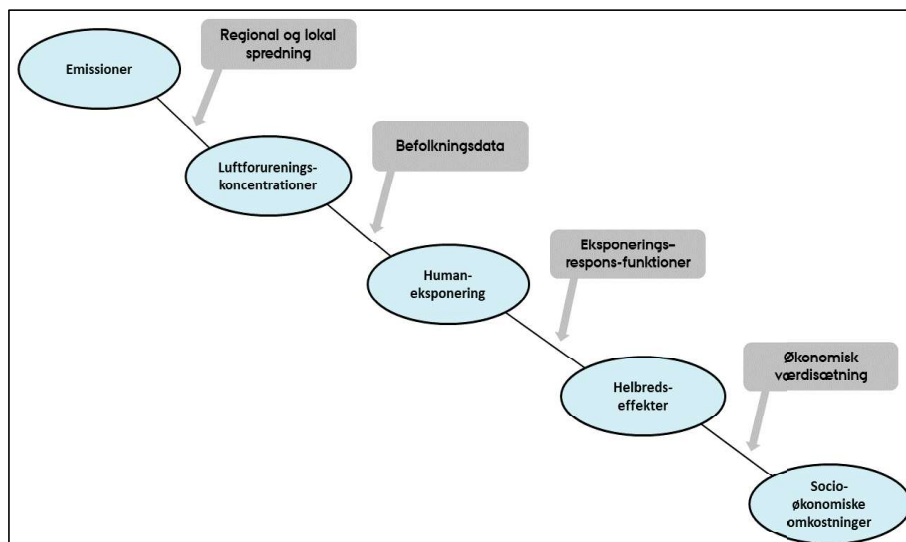 Regional og lokal
spredning
Emissioner
Befolkningsdata
Luftforurenings-
koncentrationer
Eksponerings-
respons-funktioner
Human-
eksponering
Økonomisk
værdisætning
Helbreds-
effekter
Socio-
økonomiske
omkostninger